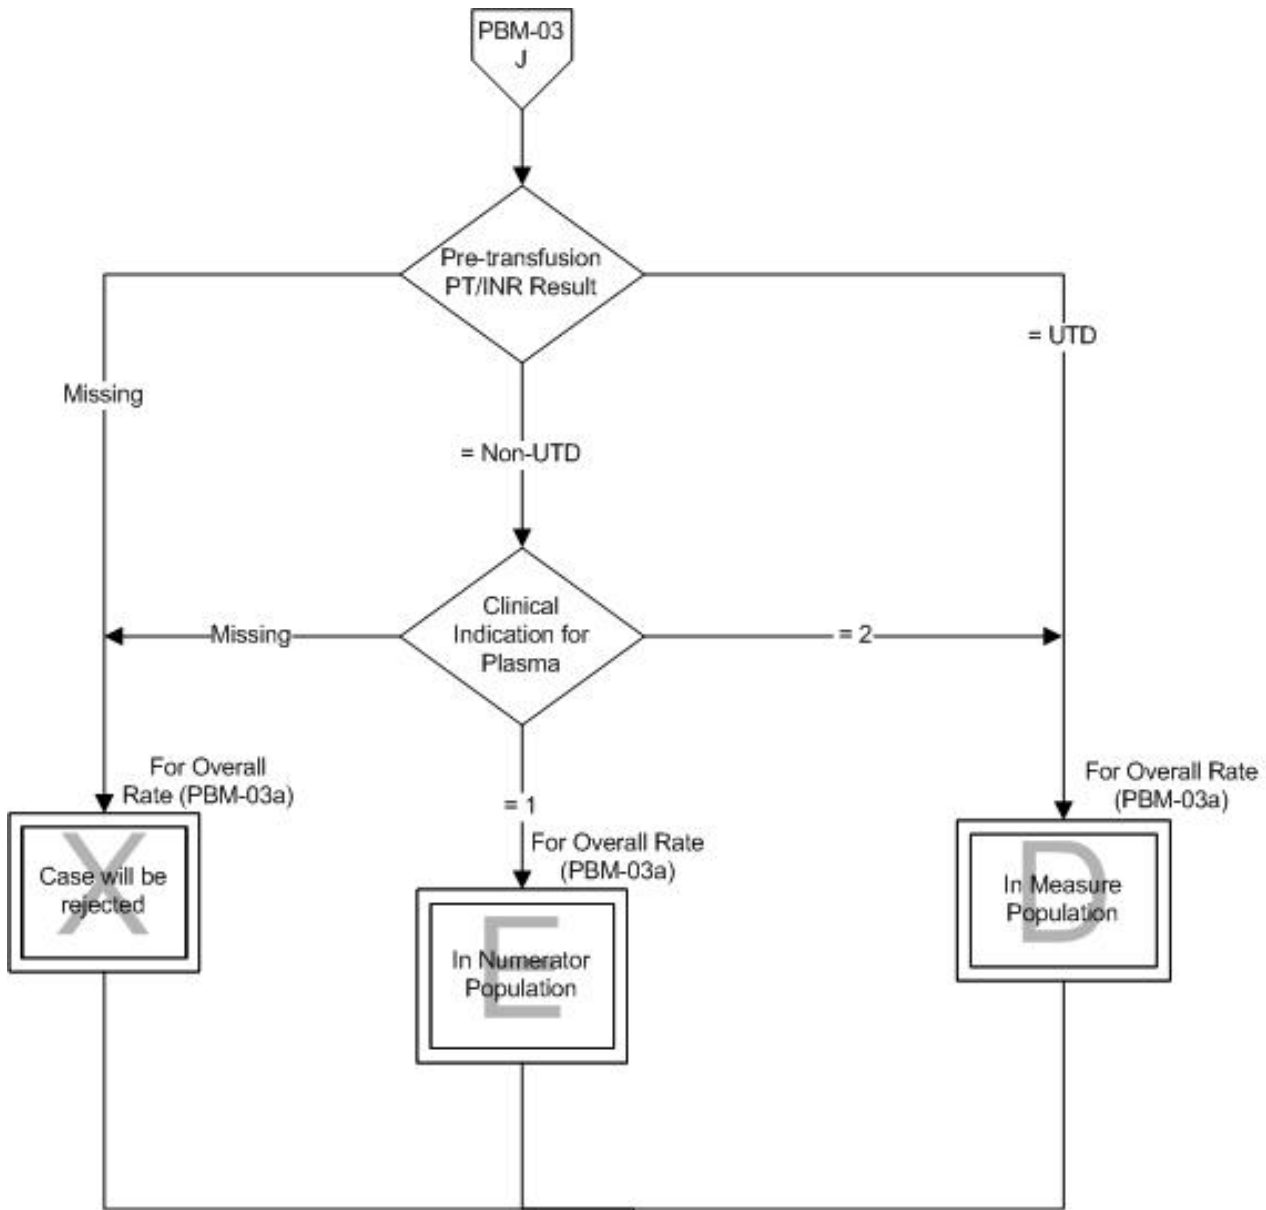 PBM-03
J
Pre-transfusion
PT/INR Result
= UTD
Missing
= Non-UTD
Clinical
Indication for
Plasma
Missing
= 2
For Overall
Rate (PBM-03a)
For Overall Rate
(PBM-03a)
= 1
For Overall Rate
(PBM-03a)
X
Case will be
rejected
D
In Measure
Population
E
In Numerator
Population